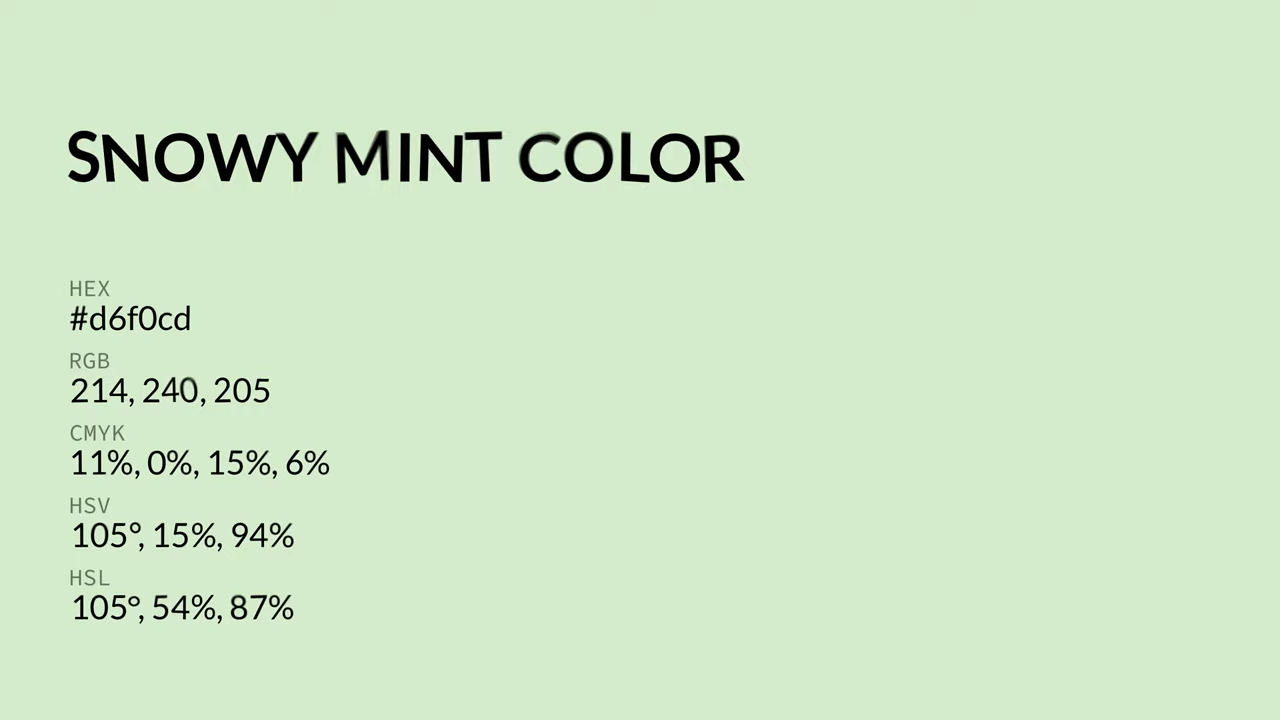 SNOWY MINT COLOR
HEX
#d6f0cd
RGB
214, 240, 205
CMYK
11%, 0%, 15%, 6%
HSV
105°, 15%, 94%
HSL
105°, 54%, 87%